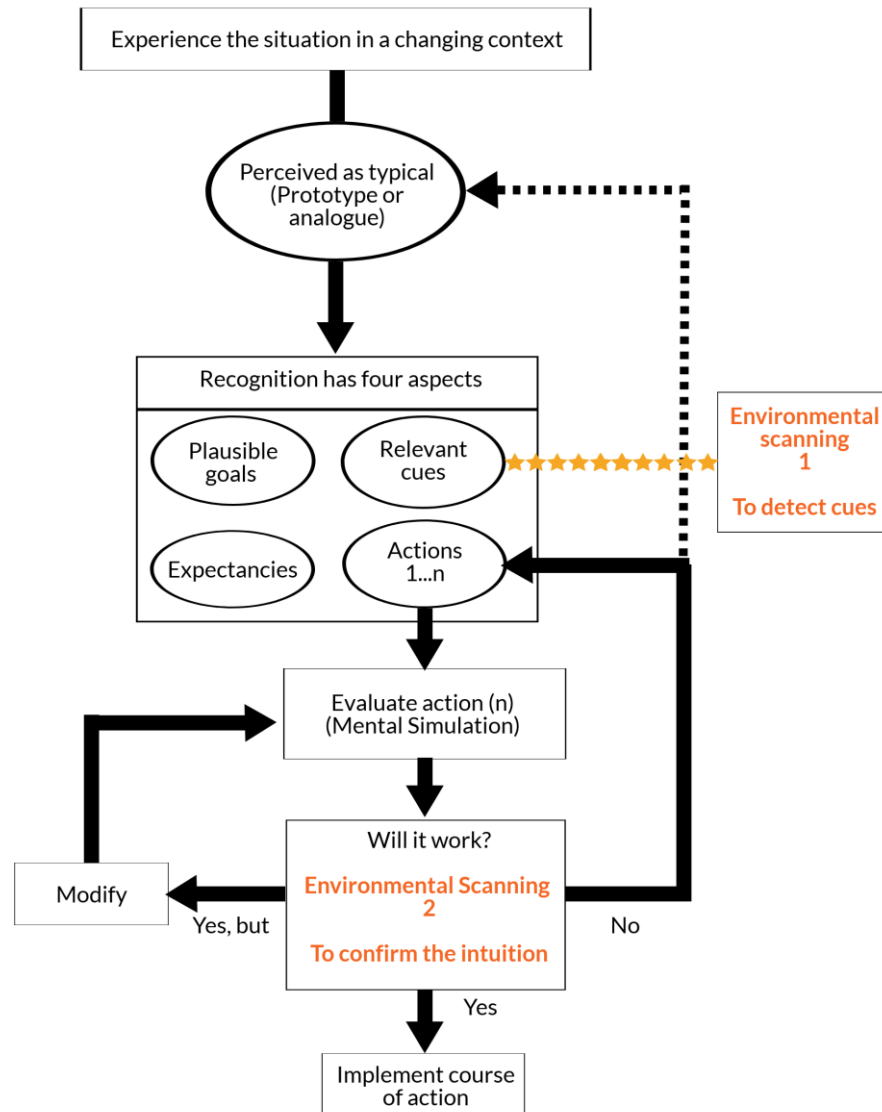 Experience the situation in a changing context
Perceived as typical
(Prototype or
analogue)
Recognition has four aspects
Plausible
goals
Relevant
cues
Environmental
scanning
1
To detect cues
Expectancies
Actions
1...n
Evaluate action (n)
(Mental Simulation)
Will it work?
Environmental Scanning
2
To confirm the intuition
Modify
Yes, but
No
Yes
Implement course
of action